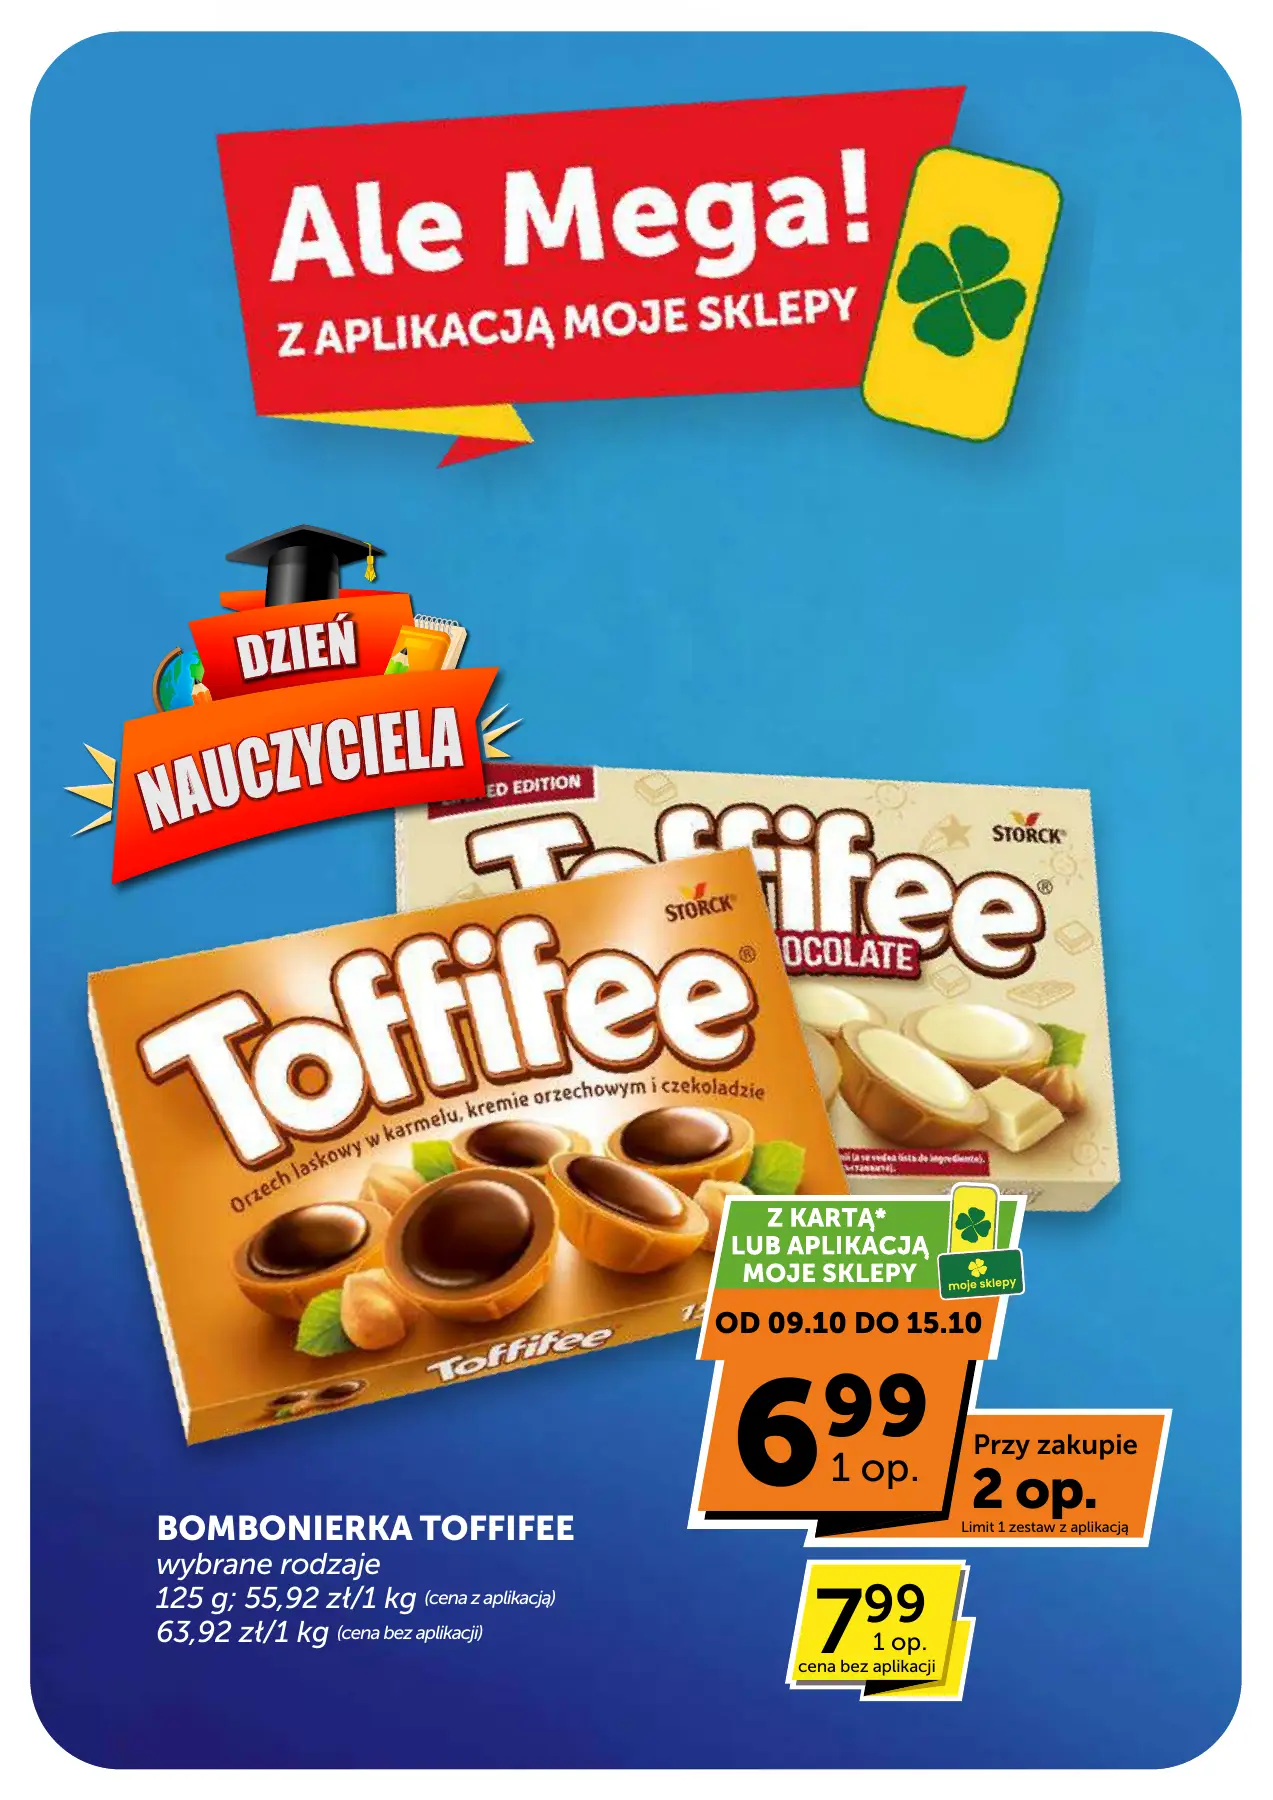 Ale Mega!
Z APLIKACJĄ MOJE SKLEPY
DZIEŃ
NAUCZYCIELA
EDITION
STORCK®
Toffifee®
OCOLATE
STORCK®
Toffifee®
Orzech laskowy w karmelu, kremie orzechowym i czekoladzie
Toffifee
Z KARTĄ*
LUB APLIKACJĄ
MOJE SKLEPY
moje sklepy
OD 09.10 DO 15.10
6 99
1 op.
Przy zakupie
2 op.
Limit 1 zestaw z aplikacją
BOMBONIERKA TOFFIFEE
wybrane rodzaje
125 g; 55,92 zł/1 kg (cena z aplikacją)
63,92 zł/1 kg (cena bez aplikacji)
7 99
1 op.
cena bez aplikacji